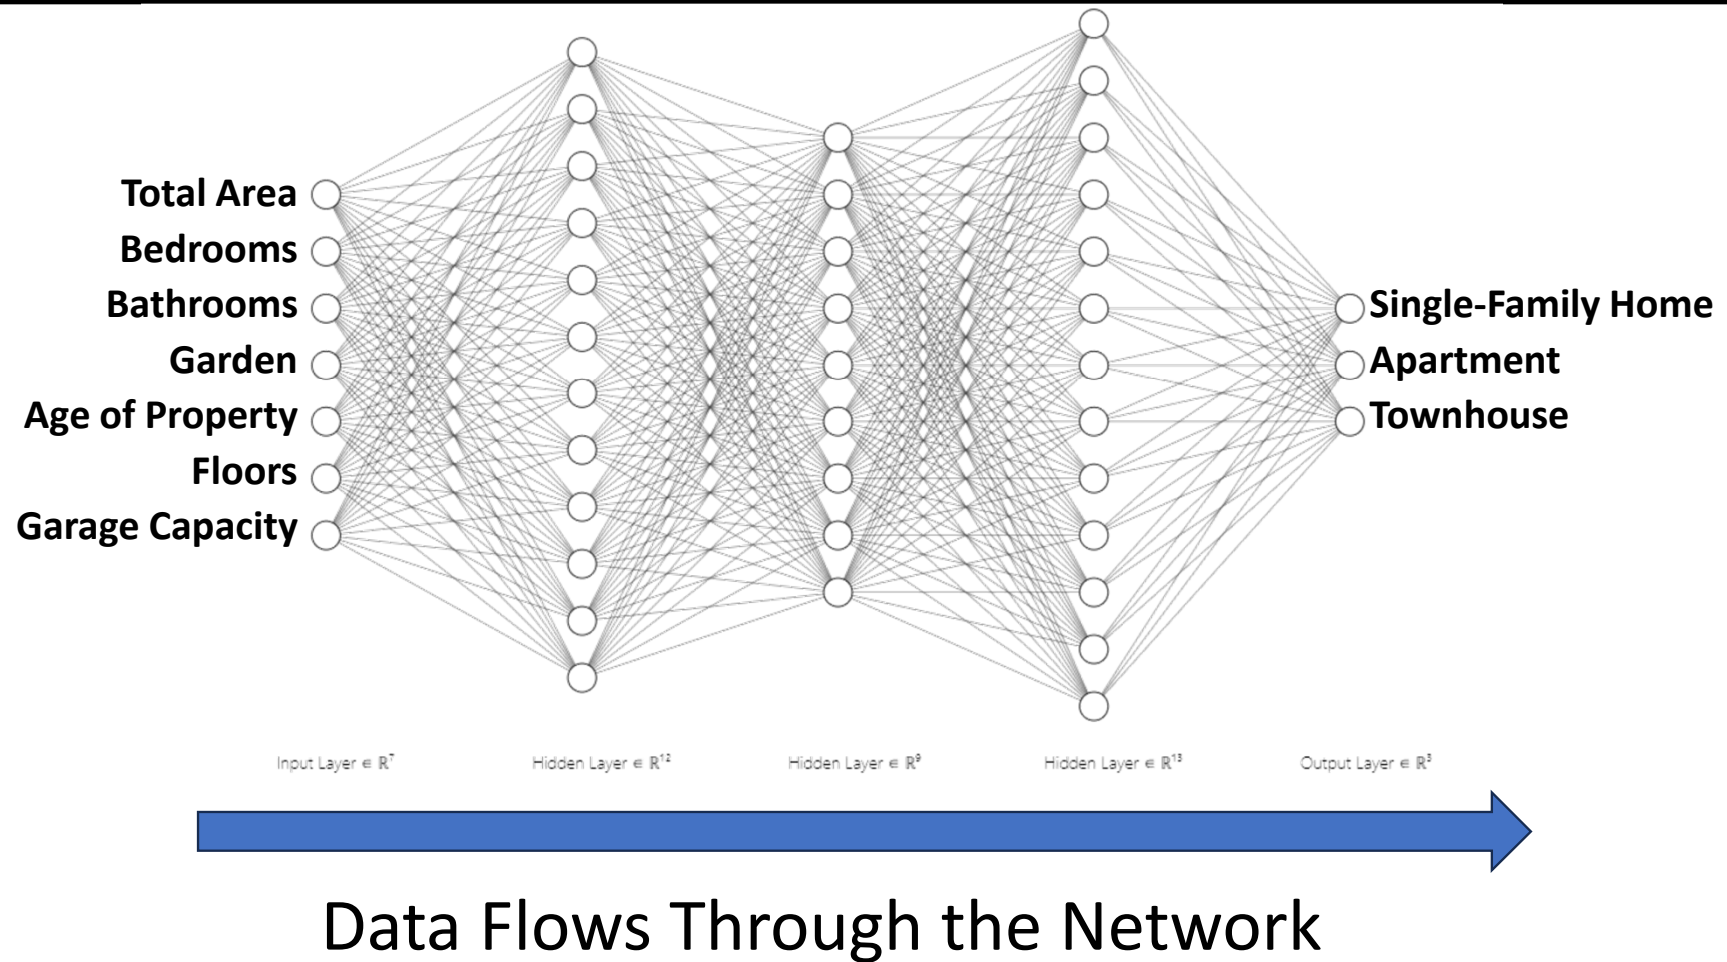 Total Area
Bedrooms
Bathrooms
Garden
Age of Property
Floors
Garage Capacity
Single-Family Home
Apartment
Townhouse
Input Layer ∈ ℝ⁷
Hidden Layer ∈ ℝ¹²
Hidden Layer ∈ ℝ⁹
Hidden Layer ∈ ℝ¹³
Output Layer ∈ ℝ³
Data Flows Through the Network